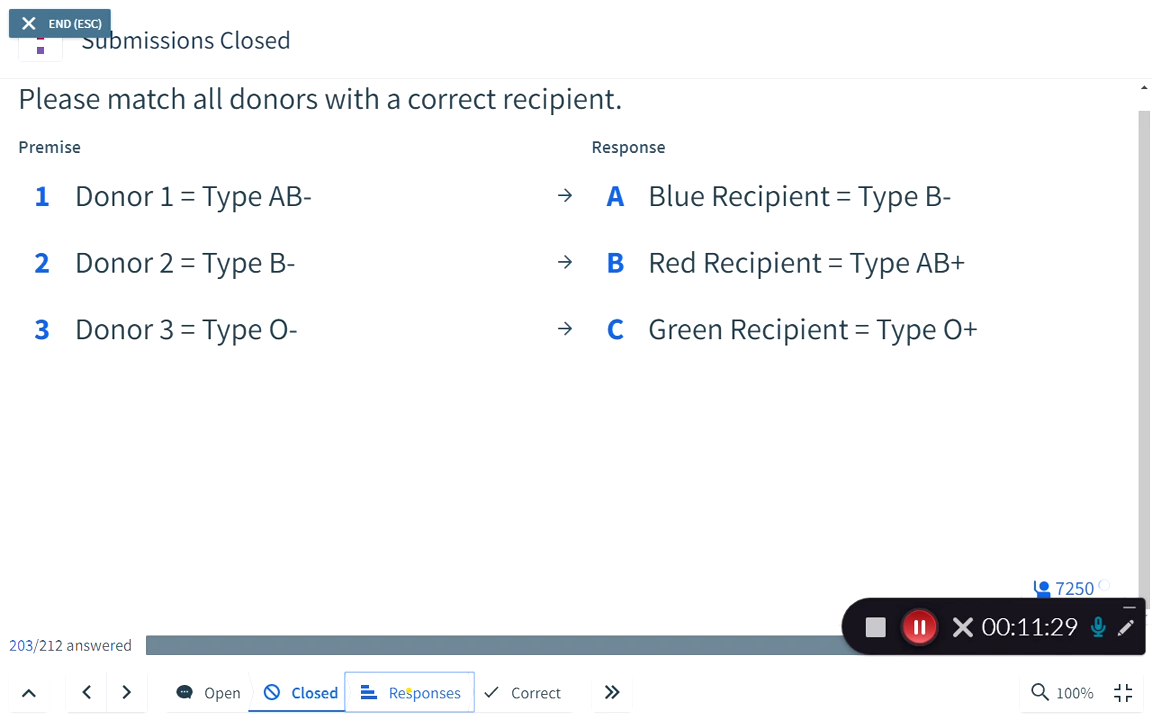 END (ESC)
Submissions Closed
Please match all donors with a correct recipient.
Premise
Response
1 Donor 1 = Type AB- → A Blue Recipient = Type B-
2 Donor 2 = Type B- → B Red Recipient = Type AB+
3 Donor 3 = Type O- → C Green Recipient = Type O+
7250
00:11:29
203/212 answered
Open Closed Responses Correct 100%